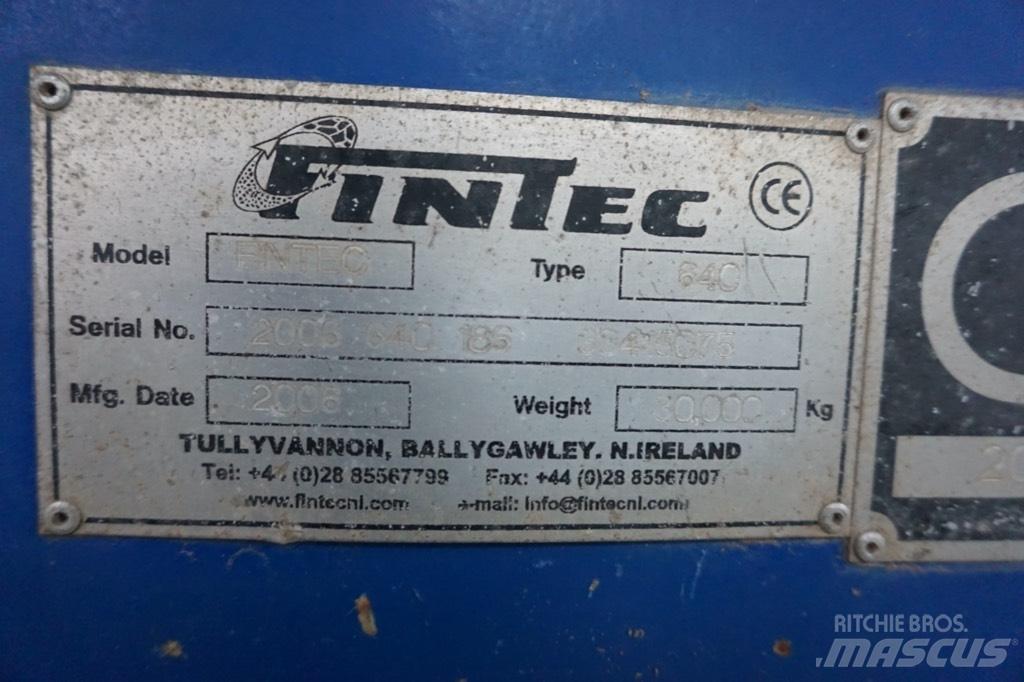 FINTEC
CE
Model FINTEC Type 640
Serial No. 640 186
Mfg. Date Weight 30,000 Kg
TULLYVANNON, BALLYGAWLEY. N.IRELAND
Tel: +44 (0)28 85567799 Fax: +44 (0)28 85567007
www.fintecni.com e-mail: info@fintecni.com
20
RITCHIE BROS.
MASCUS